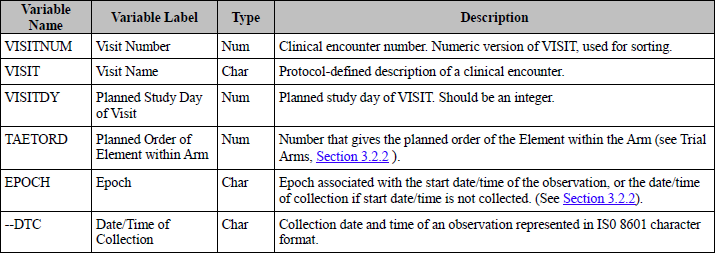 Variable Name Variable Label Type Description
VISITNUM Visit Number Num Clinical encounter number. Numeric version of VISIT, used for sorting.
VISIT Visit Name Char Protocol-defined description of a clinical encounter.
VISITDY Planned Study Day Num Planned study day of VISIT. Should be an integer.
of Visit
TAETORD Planned Order of Num Number that gives the planned order of the Element within the Arm (see Trial
Element within Arm Arms, Section 3.2.2 ).
EPOCH Epoch Char Epoch associated with the start date/time of the observation, or the date/time
of collection if start date/time is not collected. (See Section 3.2.2).
--DTC Date/Time of Char Collection date and time of an observation represented in IS0 8601 character
Collection format.